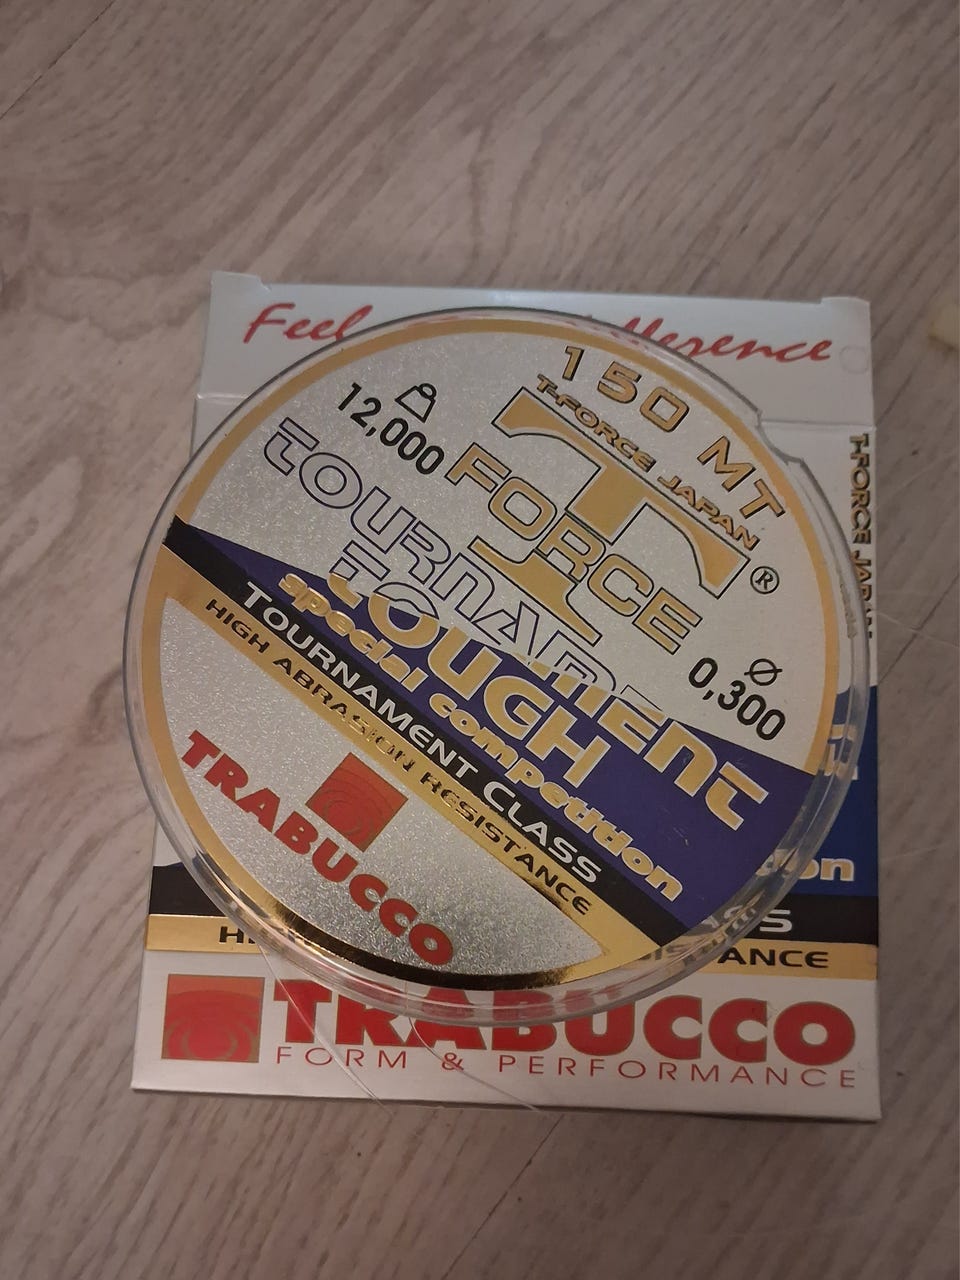 Feel
150 MT
T-FORCE JAPAN
12,000
T
FORCE
®
TOURNAMENT
TOUGH
special competition
Ø
0,300
TOURNAMENT CLASS
HIGH ABRASION RESISTANCE
TRABUCCO
T-FORCE JAPAN
TRABUCCO
FORM & PERFORMANCE